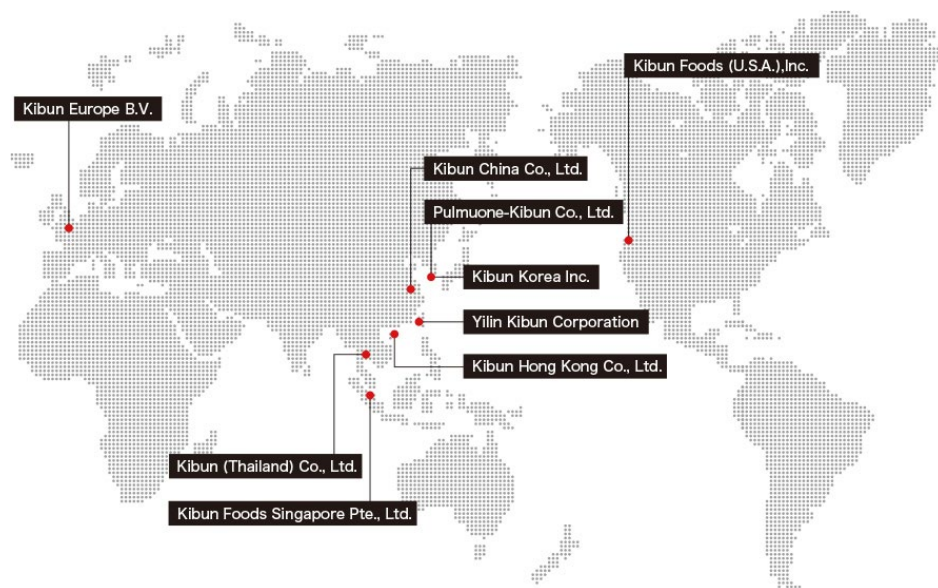 Kibun Foods (U.S.A.),Inc.
Kibun Europe B.V.
Kibun China Co., Ltd.
Pulmuone-Kibun Co., Ltd.
Kibun Korea Inc.
Yilin Kibun Corporation
Kibun Hong Kong Co., Ltd.
Kibun (Thailand) Co., Ltd.
Kibun Foods Singapore Pte., Ltd.